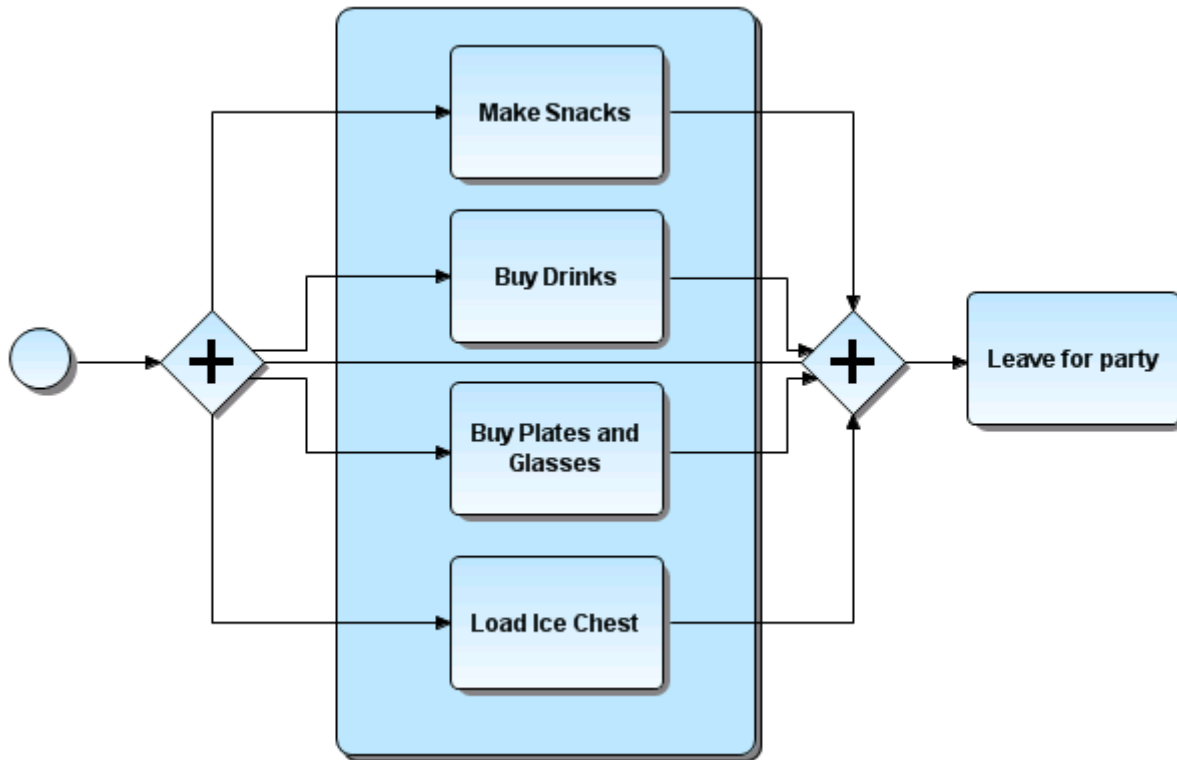 Make Snacks
Buy Drinks
Leave for party
Buy Plates and
Glasses
Load Ice Chest